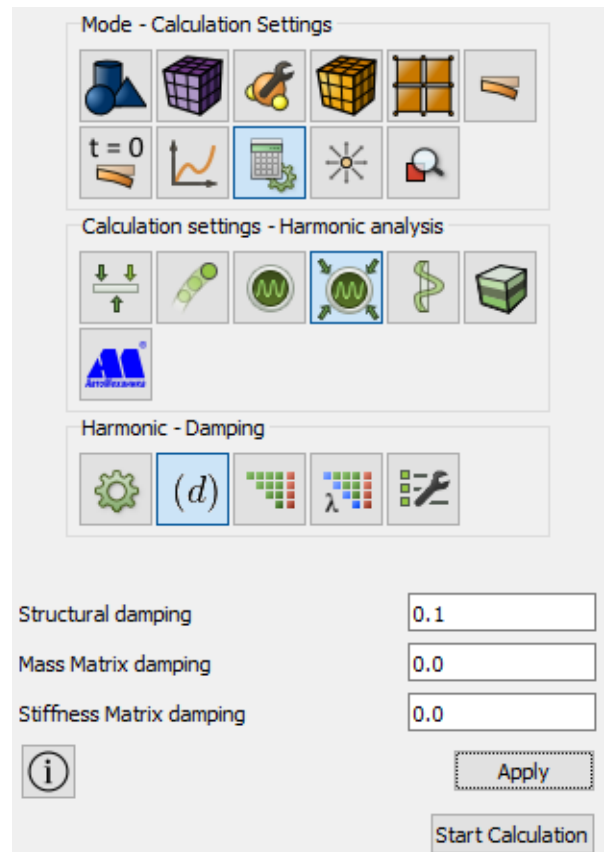 Mode - Calculation Settings
t = 0
Calculation settings - Harmonic analysis
®
АвтоМеханика
Harmonic - Damping
(d)
λ
Structural damping 0.1
Mass Matrix damping 0.0
Stiffness Matrix damping 0.0
i
Apply
Start Calculation